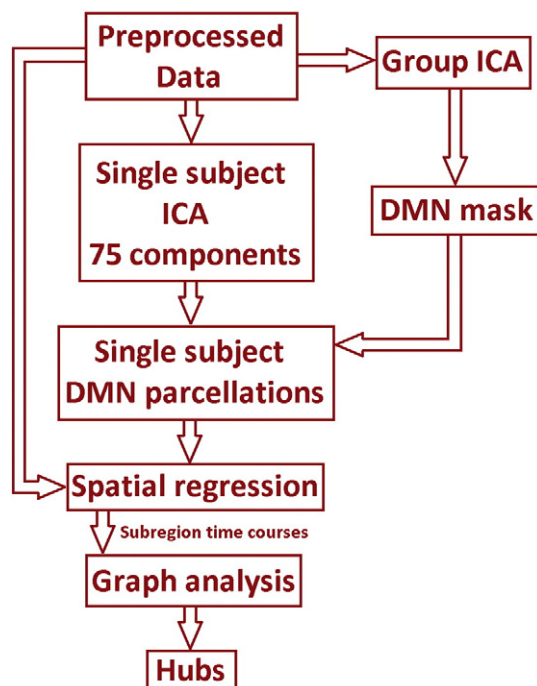 Preprocessed
Data
Group ICA
Single subject
ICA
75 components
DMN mask
Single subject
DMN parcellations
Spatial regression
Subregion time courses
Graph analysis
Hubs